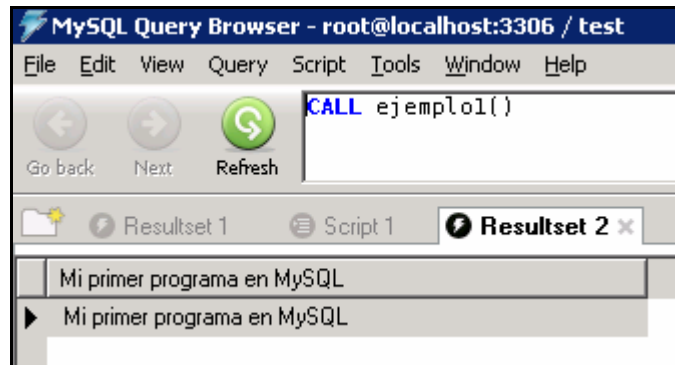 MySQL Query Browser - root@localhost:3306 / test
File Edit View Query Script Tools Window Help
CALL ejemplo1()
Go back Next Refresh
Resultset 1 Script 1 Resultset 2
Mi primer programa en MySQL
Mi primer programa en MySQL